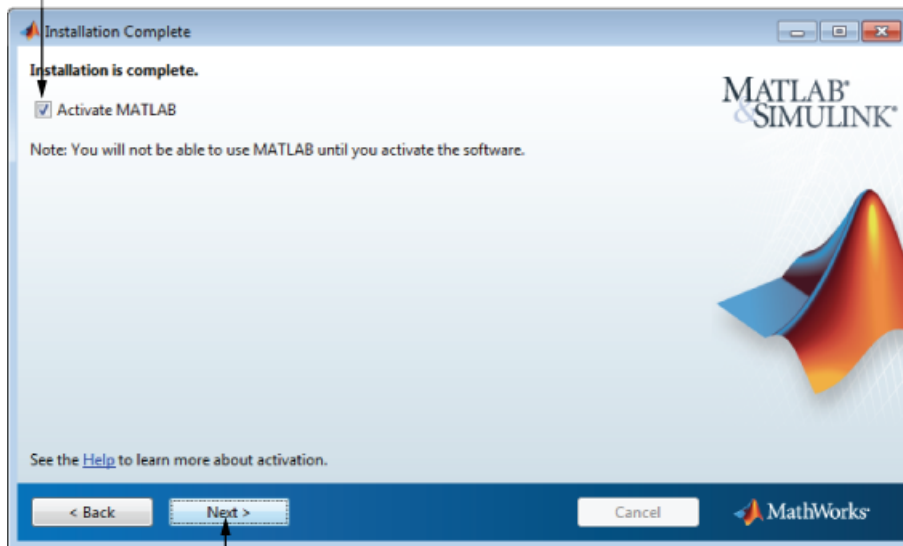 Installation Complete
Installation is complete.
Activate MATLAB
Note: You will not be able to use MATLAB until you activate the software.
MATLAB®
&SIMULINK®
See the Help to learn more about activation.
< Back
Next >
Cancel
MathWorks®